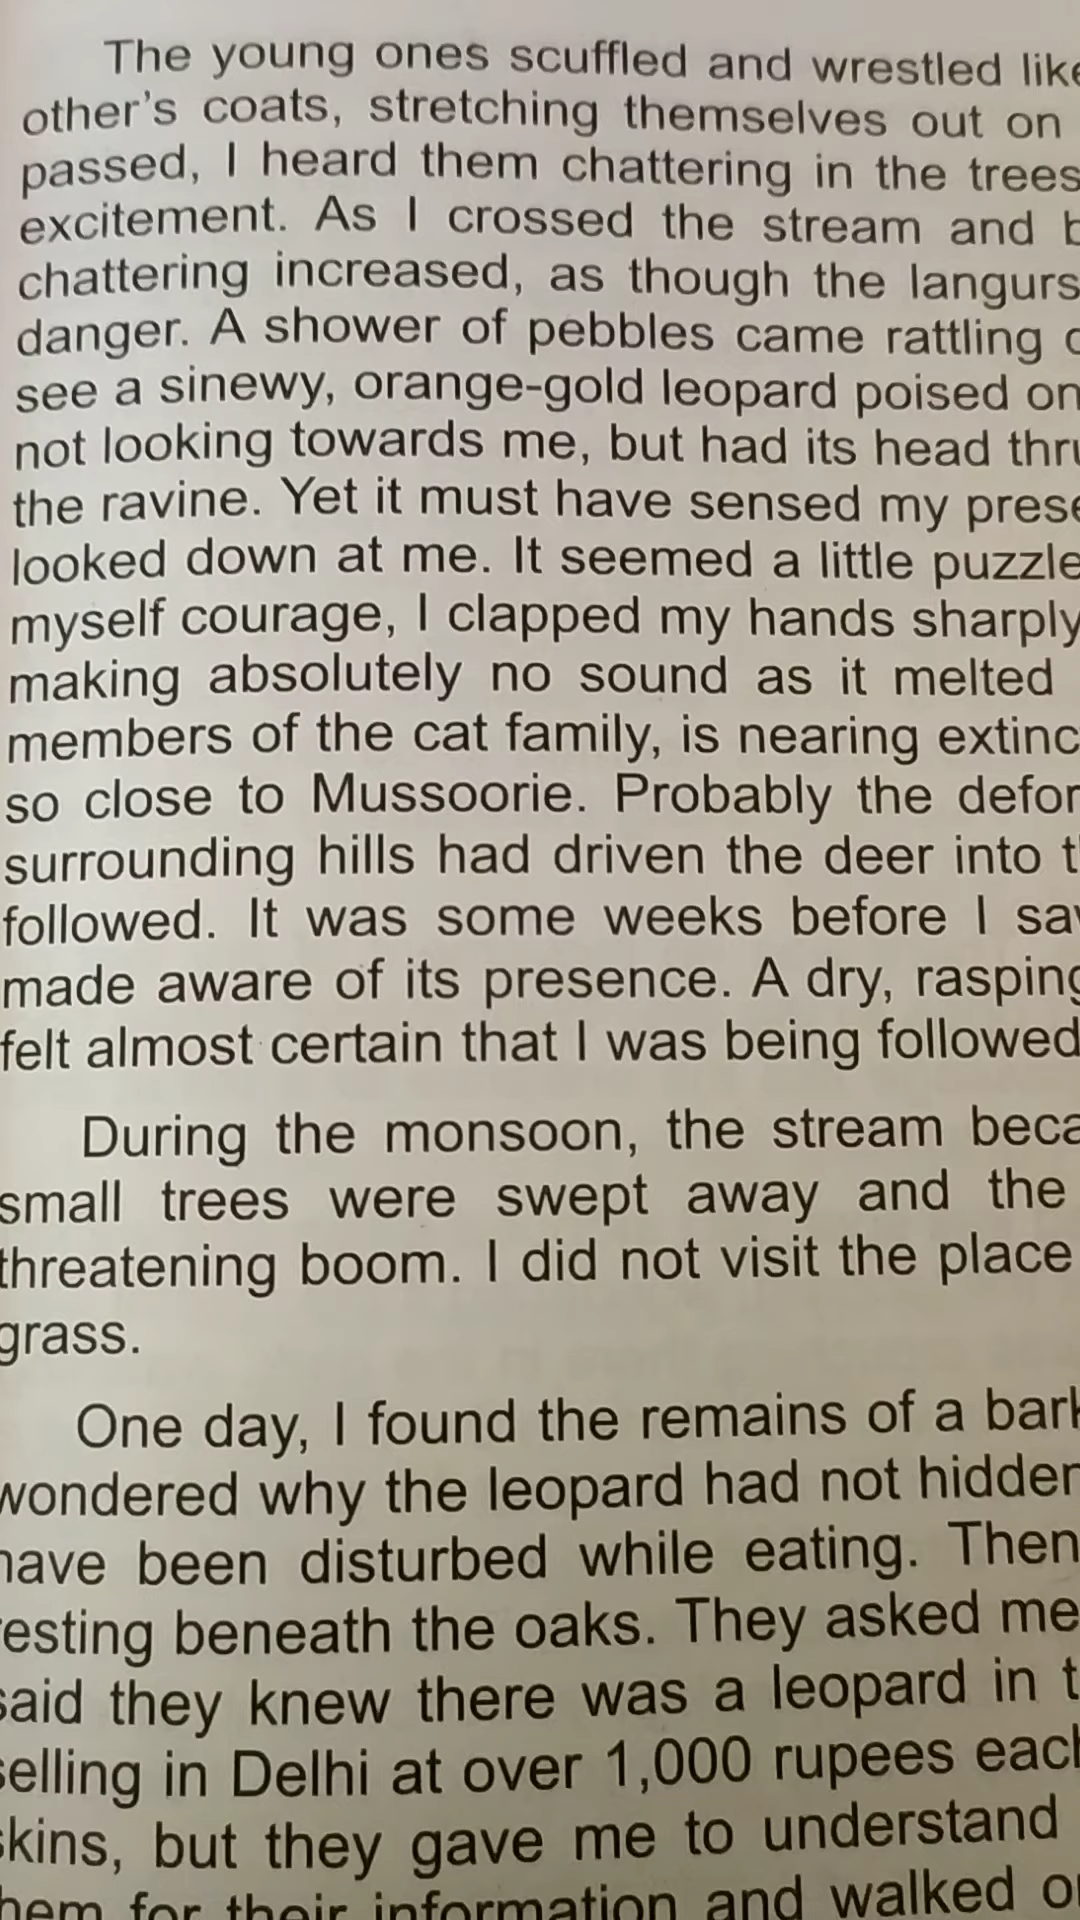 The young ones scuffled and wrestled like
other's coats, stretching themselves out on
passed, I heard them chattering in the trees
excitement. As I crossed the stream and
chattering increased, as though the langurs
danger. A shower of pebbles came rattling
see a sinewy, orange-gold leopard poised on
not looking towards me, but had its head
the ravine. Yet it must have sensed my
looked down at me. It seemed a little
myself courage, I clapped my hands sharply
making absolutely no sound as it melted
members of the cat family, is nearing
so close to Mussoorie. Probably the
surrounding hills had driven the deer into
followed. It was some weeks before I
made aware of its presence. A dry, rasping
felt almost certain that I was being followed
During the monsoon, the stream
small trees were swept away and the
threatening boom. I did not visit the place
grass.
One day, I found the remains of a
wondered why the leopard had not hidden
have been disturbed while eating. Then
resting beneath the oaks. They asked me
said they knew there was a leopard in
selling in Delhi at over 1,000 rupees each
skins, but they gave me to understand
them for their information and walked